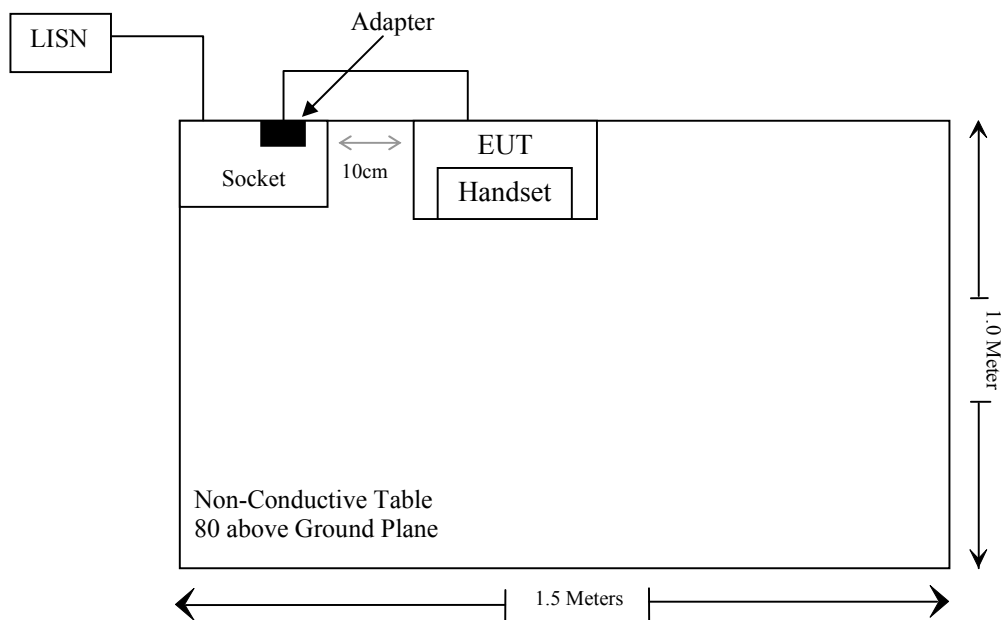 LISN
Adapter
EUT
Handset
Socket
10cm
1.0 Meter
Non-Conductive Table
80 above Ground Plane
1.5 Meters